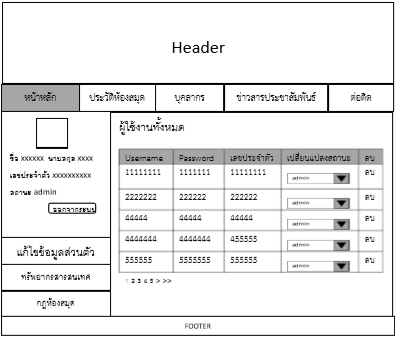 Header
หน้าหลัก ประวัติห้องสมุด บุคลากร ข่าวสารประชาสัมพันธ์ ต่อติด
ผู้ใช้งานทั้งหมด
ชื่อ xxxxxx นามสกุล xxxx
เลขประจำตัว xxxxxxxxxx
สถานะ admin
ออกจากระบบ
แก้ไขข้อมูลส่วนตัว
ทรัพยากรสารสนเทศ
กฎห้องสมุด
Username Password เลขประจำตัว เปลี่ยนแปลงสถานะ ลบ
11111111 1111111 11111111 admin ลบ
2222222 222222 222222 admin ลบ
44444 44444 44444 admin ลบ
4444444 4444444 455555 admin ลบ
555555 5555555 555555 admin ลบ
1 2 3 4 5 > >>
FOOTER